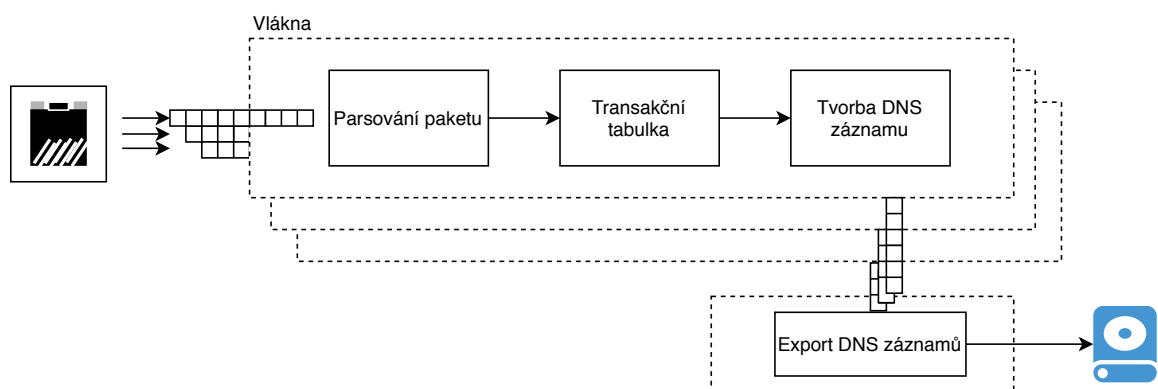 Vlákna
Parsování paketu
Transakční
tabulka
Tvorba DNS
záznamu
Export DNS záznamů